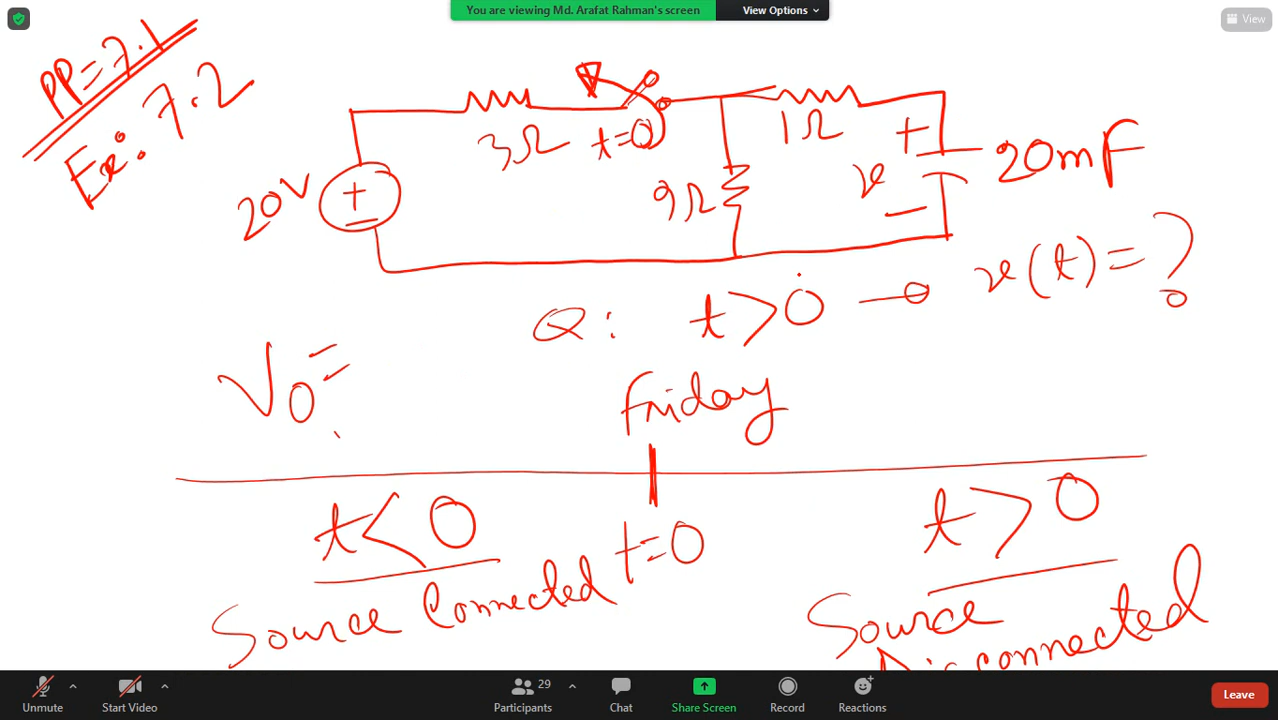 You are viewing Md. Arafat Rahman's screen
View Options
View
PP = 7.1
Ex: 7.2
3Ω
t=0
1Ω
20V
+
9Ω
+
v
20mF
v(t) = ?
Q: t>0
V0 =
Friday
t<0
t=0
t>0
Source Connected
Source
Disconnected
Unmute
Start Video
Participants
29
Chat
Share Screen
Record
Reactions
Leave